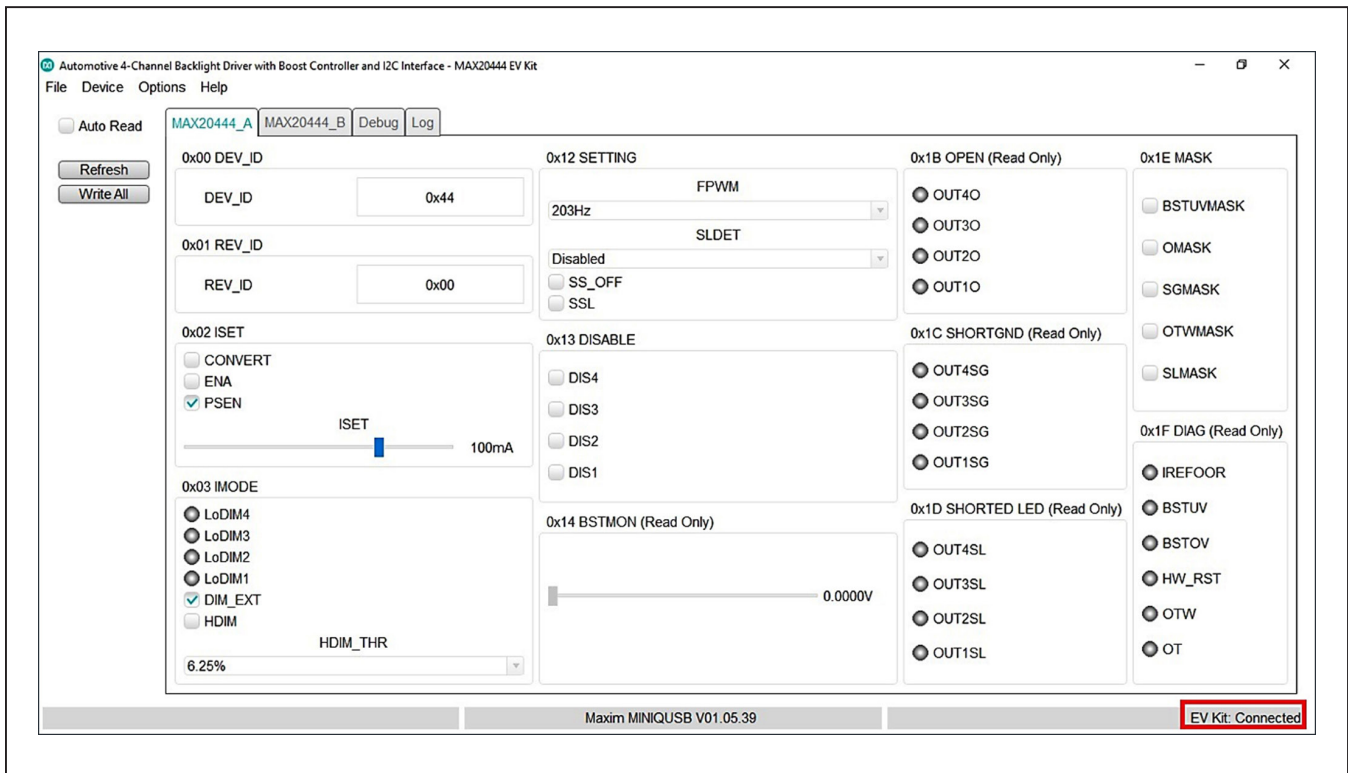 Automotive 4-Channel Backlight Driver with Boost Controller and I2C Interface - MAX20444 EV Kit
File Device Options Help
Auto Read
Refresh
Write All
MAX20444_A MAX20444_B Debug Log
0x00 DEV_ID
DEV_ID 0x44
0x01 REV_ID
REV_ID 0x00
0x02 ISET
CONVERT
ENA
PSEN
ISET
100mA
0x03 IMODE
LoDIM4
LoDIM3
LoDIM2
LoDIM1
DIM_EXT
HDIM
HDIM_THR
6.25%
0x12 SETTING
FPWM
203Hz
SLDET
Disabled
SS_OFF
SSL
0x13 DISABLE
DIS4
DIS3
DIS2
DIS1
0x14 BSTMON (Read Only)
0.0000V
0x1B OPEN (Read Only)
OUT4O
OUT3O
OUT2O
OUT1O
0x1C SHORTGND (Read Only)
OUT4SG
OUT3SG
OUT2SG
OUT1SG
0x1D SHORTED LED (Read Only)
OUT4SL
OUT3SL
OUT2SL
OUT1SL
0x1E MASK
BSTUVMASK
OMASK
SGMASK
OTWMASK
SLMASK
0x1F DIAG (Read Only)
IREFOOR
BSTUV
BSTOV
HW_RST
OTW
OT
Maxim MINIQUSB V01.05.39
EV Kit: Connected